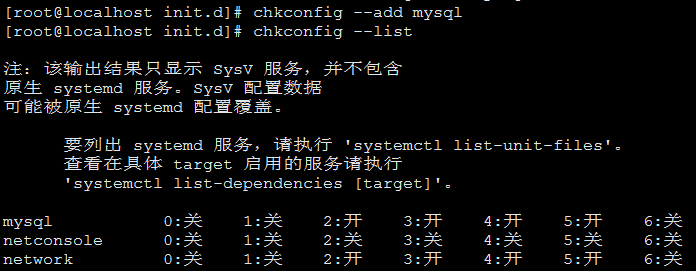 [root@localhost init.d]# chkconfig --add mysql
[root@localhost init.d]# chkconfig --list
注：该输出结果只显示 SysV 服务，并不包含
原生 systemd 服务。SysV 配置数据
可能被原生 systemd 配置覆盖。
要列出 systemd 服务，请执行 'systemctl list-unit-files'。
查看在具体 target 启用的服务请执行
'systemctl list-dependencies [target]'。
mysql 0:关 1:关 2:开 3:开 4:开 5:开 6:关
netconsole 0:关 1:关 2:关 3:关 4:关 5:关 6:关
network 0:关 1:关 2:开 3:开 4:开 5:开 6:关